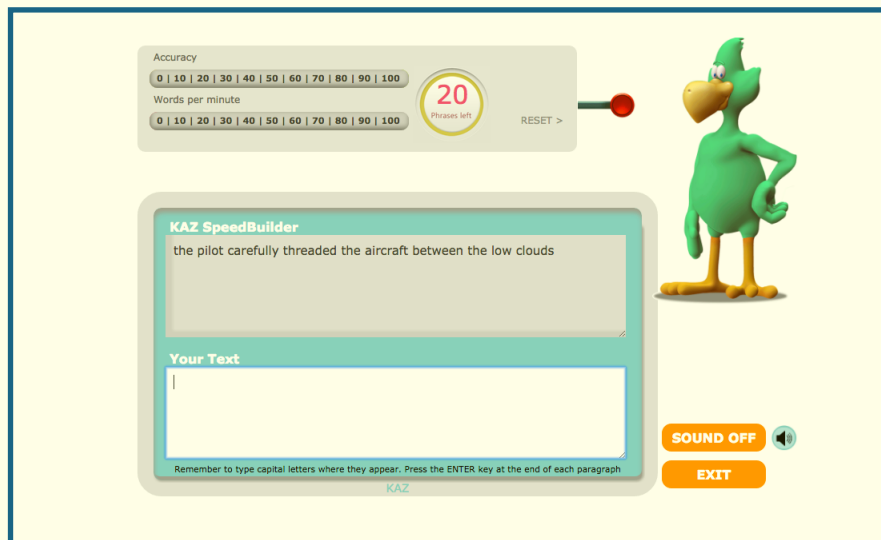 Accuracy
0 | 10 | 20 | 30 | 40 | 50 | 60 | 70 | 80 | 90 | 100
Words per minute
0 | 10 | 20 | 30 | 40 | 50 | 60 | 70 | 80 | 90 | 100
20
Phrases left
RESET >
KAZ SpeedBuilder
the pilot carefully threaded the aircraft between the low clouds
Your Text
Remember to type capital letters where they appear. Press the ENTER key at the end of each paragraph
KAZ
SOUND OFF
EXIT